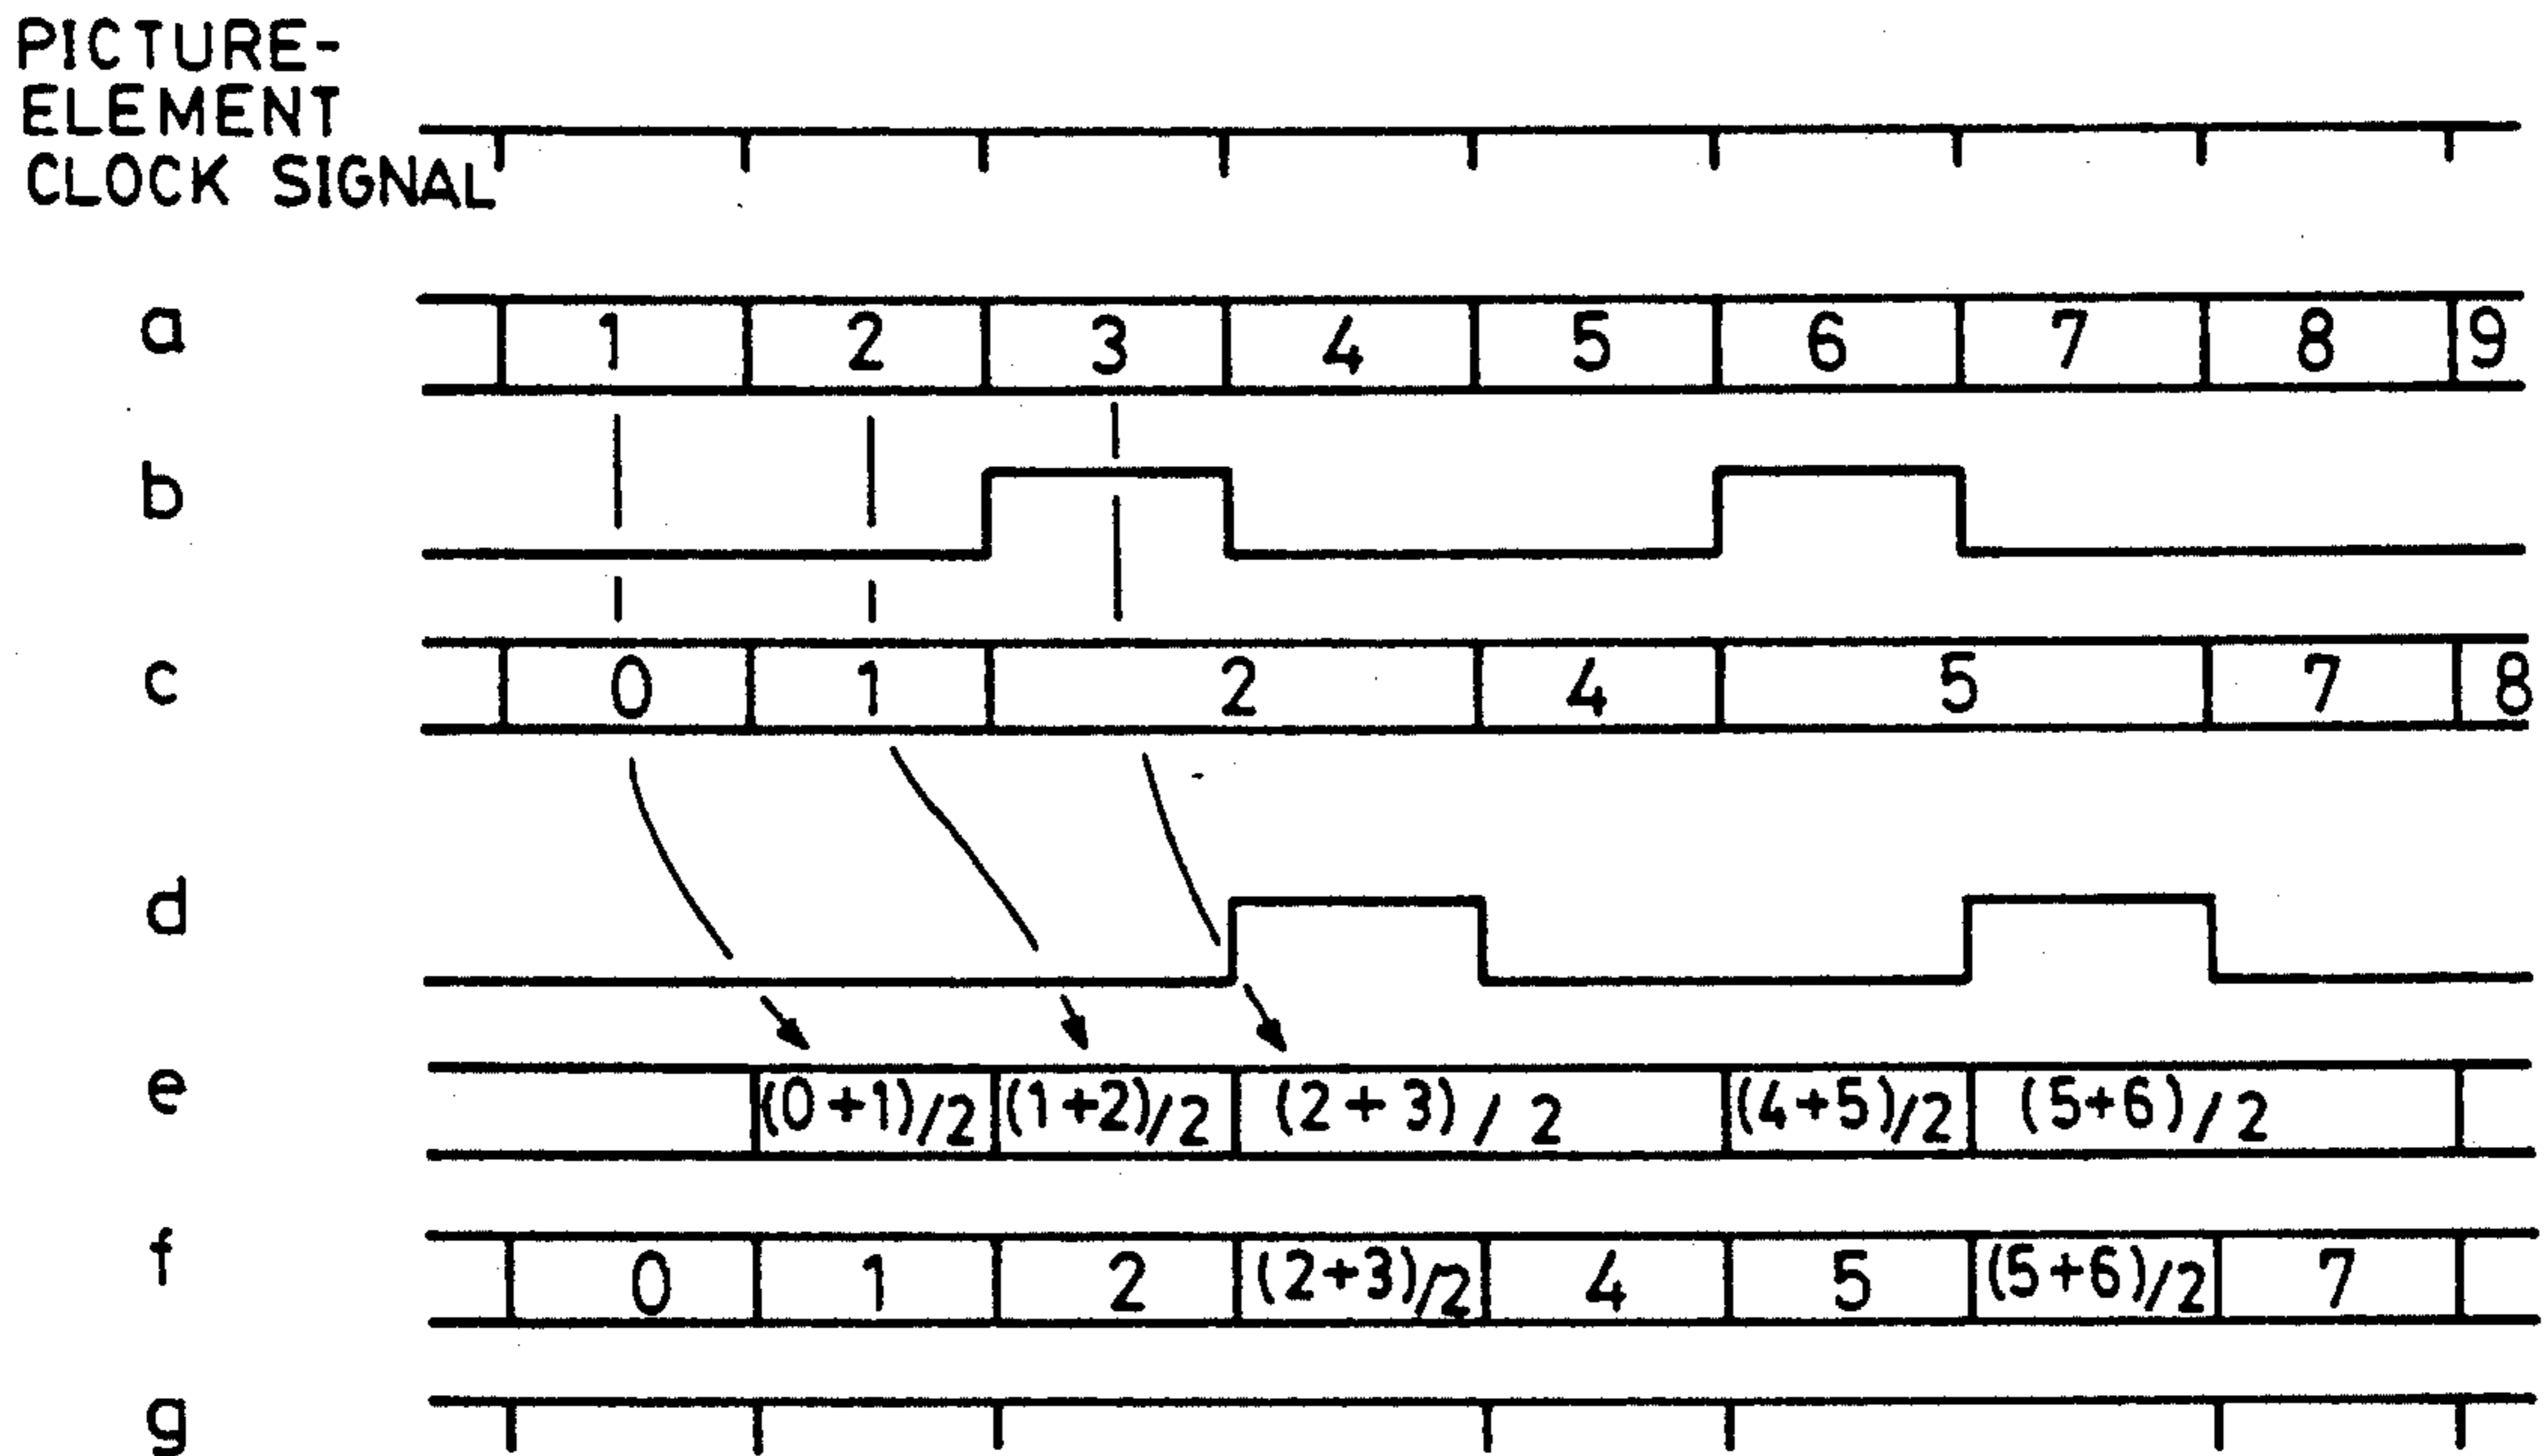 PICTURE-
ELEMENT
CLOCK SIGNAL
a 1 2 3 4 5 6 7 8 9
b
c 0 1 2 4 5 7 8
d
e (0+1)/2 (1+2)/2 (2+3)/2 (4+5)/2 (5+6)/2
f 0 1 2 (2+3)/2 4 5 (5+6)/2 7
g